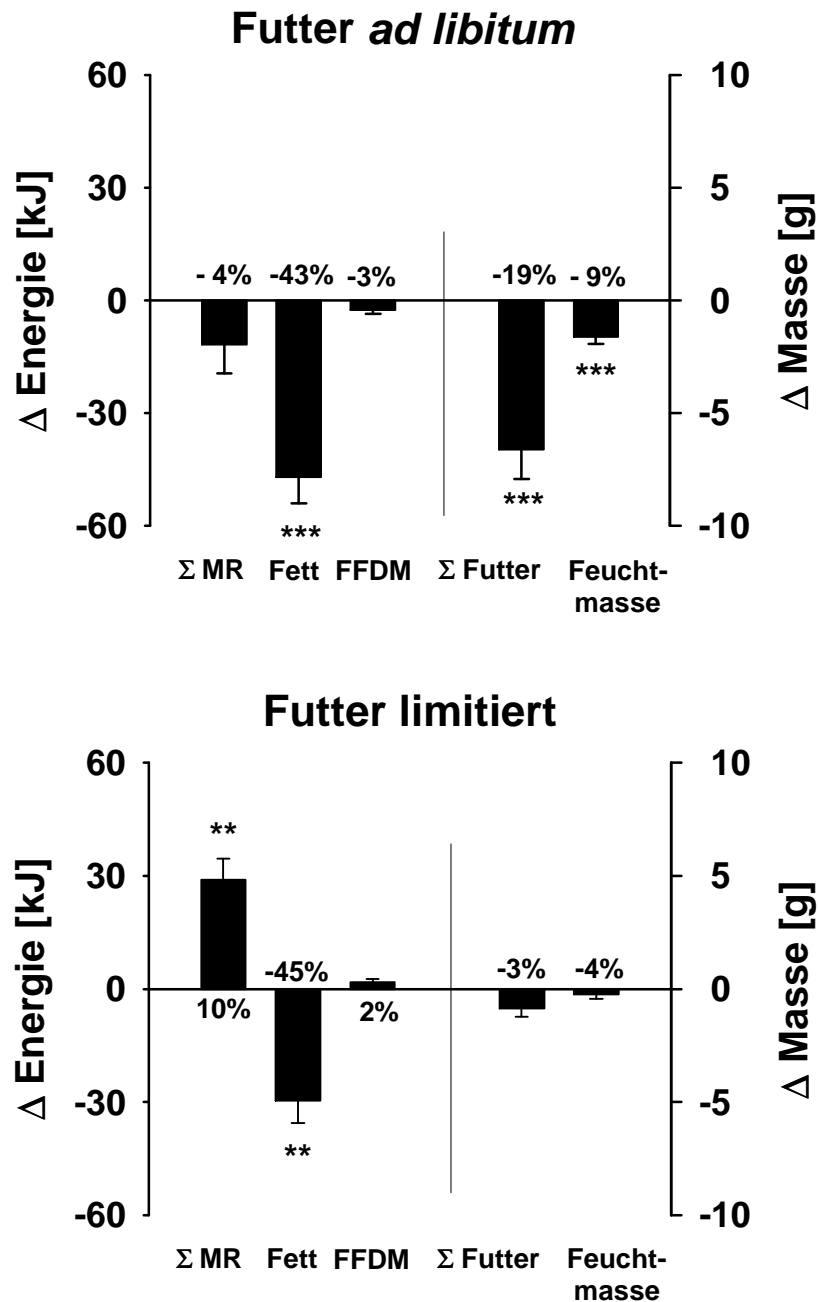 Futter ad libitum
60
30
0
-30
-60
Δ Energie [kJ]
10
5
0
-5
-10
Δ Masse [g]
- 4%
-43%
-3%
-19%
- 9%
***
***
***
Σ MR
Fett
FFDM
Σ Futter
Feucht-
masse
Futter limitiert
60
30
0
-30
-60
Δ Energie [kJ]
10
5
0
-5
-10
Δ Masse [g]
**
-45%
-3%
-4%
10%
2%
**
Σ MR
Fett
FFDM
Σ Futter
Feucht-
masse